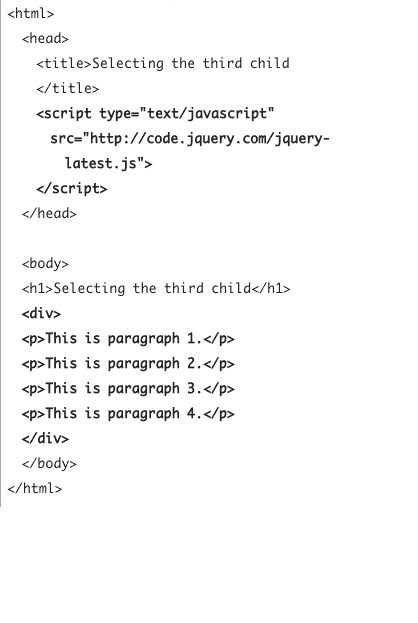 <html>
<head>
<title>Selecting the third child
</title>
<script type="text/javascript"
src="http://code.jquery.com/jquery-
latest.js">
</script>
</head>
<body>
<h1>Selecting the third child</h1>
<div>
<p>This is paragraph 1.</p>
<p>This is paragraph 2.</p>
<p>This is paragraph 3.</p>
<p>This is paragraph 4.</p>
</div>
</body>
</html>